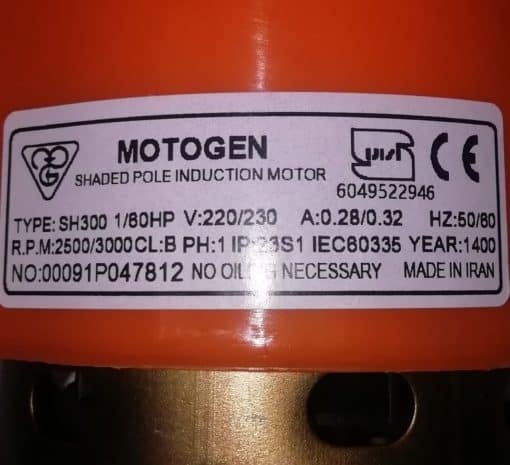 MOTOGEN
SHADED POLE INDUCTION MOTOR
6049522946
TYPE: SH300 1/60HP V:220/230 A:0.28/0.32 HZ:50/60
R.P.M:2500/3000 CL:B PH:1 IP:23S1 IEC60335 YEAR:1400
NO:00091P047812 NO OILING NECESSARY MADE IN IRAN